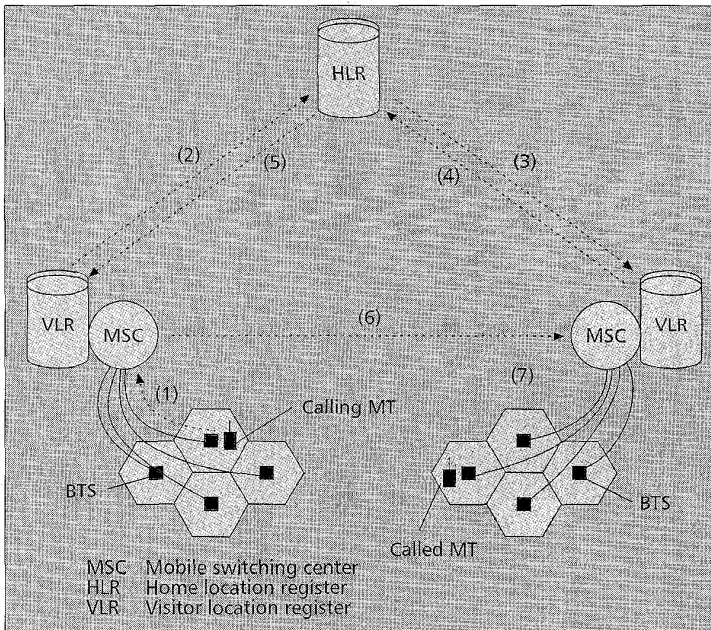 HLR
(2)
(5)
(3)
(4)
VLR
MSC
(6)
MSC
VLR
(1)
(7)
Calling MT
BTS
BTS
Called MT
MSC Mobile switching center
HLR Home location register
VLR Visitor location register